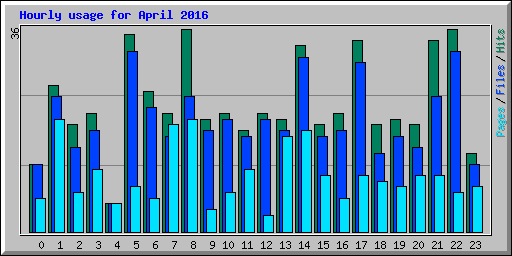 Hourly usage for April 2016
36
Pages/Files/Hits
0 1 2 3 4 5 6 7 8 9 10 11 12 13 14 15 16 17 18 19 20 21 22 23